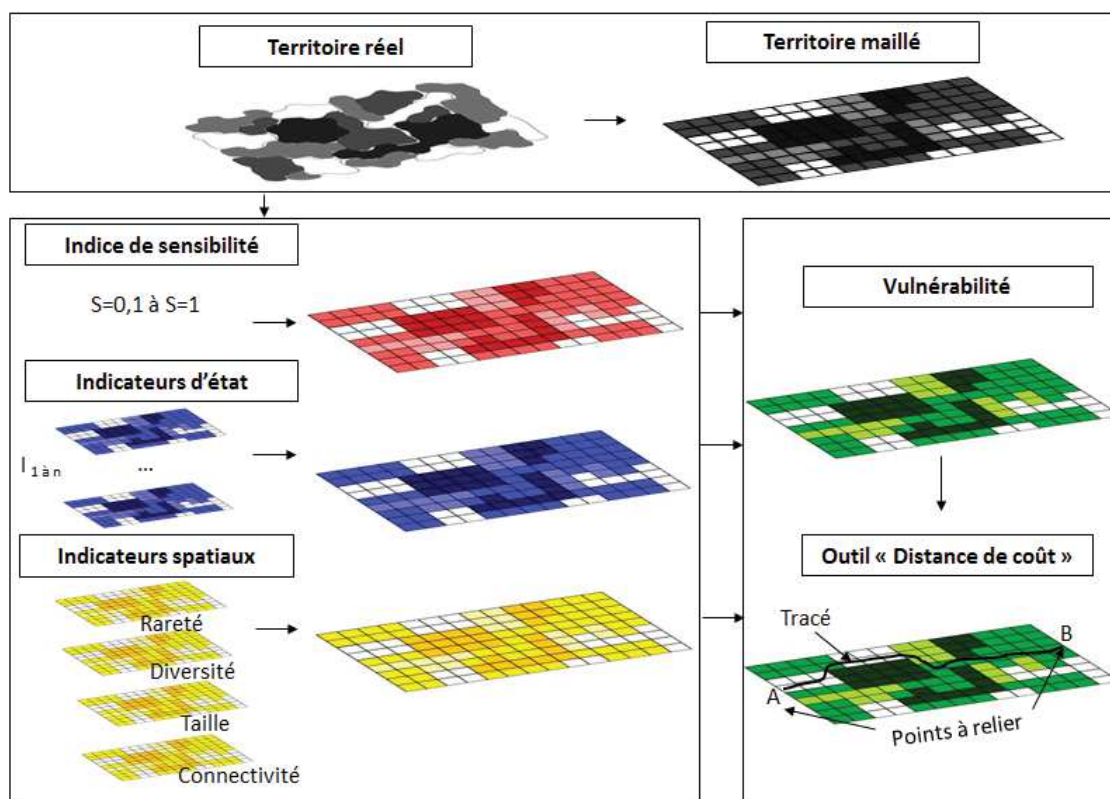 Territoire réel
Territoire maillé
Indice de sensibilité
S=0,1 à S=1
Indicateurs d'état
I 1 à n
...
Indicateurs spatiaux
Rareté
Diversité
Taille
Connectivité
Vulnérabilité
Outil « Distance de coût »
Tracé
B
A
Points à relier